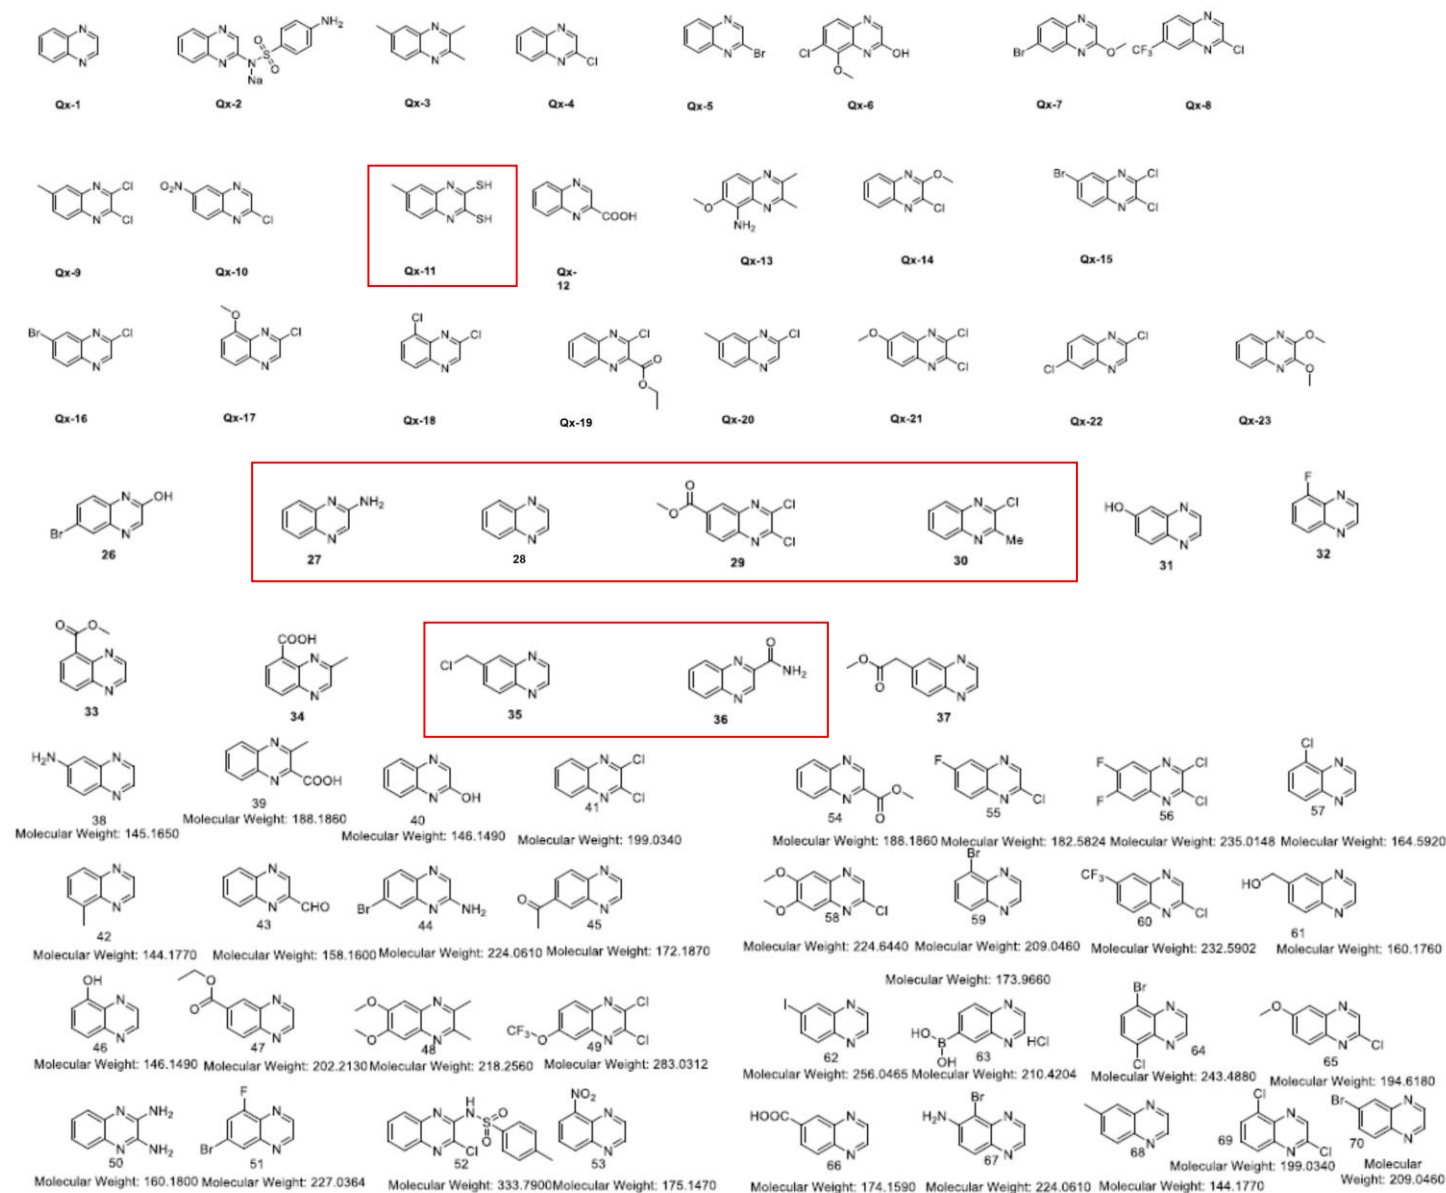 Qx-1
Qx-2
Qx-3
Qx-4
Qx-5
Qx-6
Qx-7
Qx-8
Qx-9
Qx-10
Qx-11
Qx-
12
Qx-13
Qx-14
Qx-15
Qx-16
Qx-17
Qx-18
Qx-19
Qx-20
Qx-21
Qx-22
Qx-23
26
27
28
29
30
31
32
33
34
35
36
37
38
Molecular Weight: 145.1650
39
Molecular Weight: 188.1860
40
Molecular Weight: 146.1490
41
Molecular Weight: 199.0340
54
Molecular Weight: 188.1860
55
Molecular Weight: 182.5824
56
Molecular Weight: 235.0148
57
Molecular Weight: 164.5920
42
Molecular Weight: 144.1770
43
Molecular Weight: 158.1600
44
Molecular Weight: 224.0610
45
Molecular Weight: 172.1870
58
Molecular Weight: 224.6440
59
Molecular Weight: 209.0460
60
Molecular Weight: 232.5902
61
Molecular Weight: 160.1760
Molecular Weight: 173.9660
46
Molecular Weight: 146.1490
47
Molecular Weight: 202.2130
48
Molecular Weight: 218.2560
49
Molecular Weight: 283.0312
62
Molecular Weight: 256.0465
63
HCl
Molecular Weight: 210.4204
64
Molecular Weight: 243.4880
65
Molecular Weight: 194.6180
50
Molecular Weight: 160.1800
51
Molecular Weight: 227.0364
52
Molecular Weight: 333.7900
53
Molecular Weight: 175.1470
66
Molecular Weight: 174.1590
67
Molecular Weight: 224.0610
68
Molecular Weight: 144.1770
69
Molecular Weight: 199.0340
70
Molecular
Weight: 209.0460